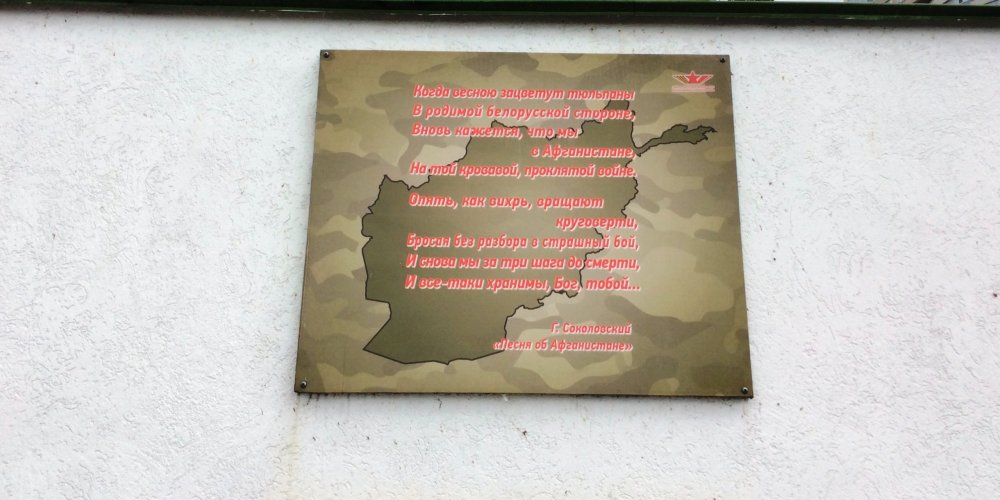 Когда весною зацветут тюльпаны
В родимой белорусской стороне,
Вновь кажется, что мы
в Афганистане,
На той кровавой, проклятой войне.
Опять, как вихрь, вращают
круговерти,
Бросая без разбора в страшный бой,
И снова мы за три шага до смерти,
И все-таки хранимы, Бог, тобой...
Г. Соколовский
«Песня об Афганистане»